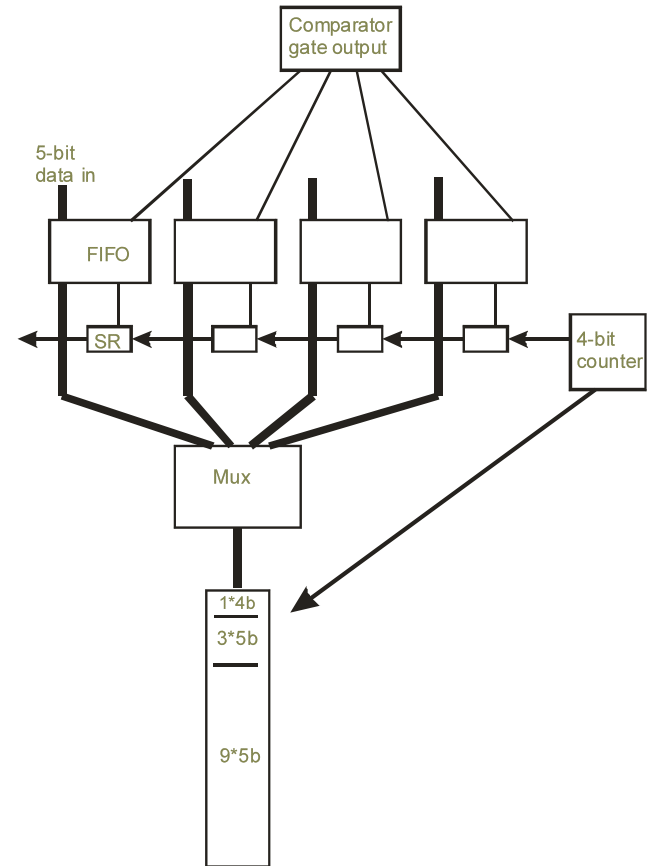 Comparator
gate output
5-bit
data in
FIFO
SR
4-bit
counter
Mux
1*4b
3*5b
9*5b